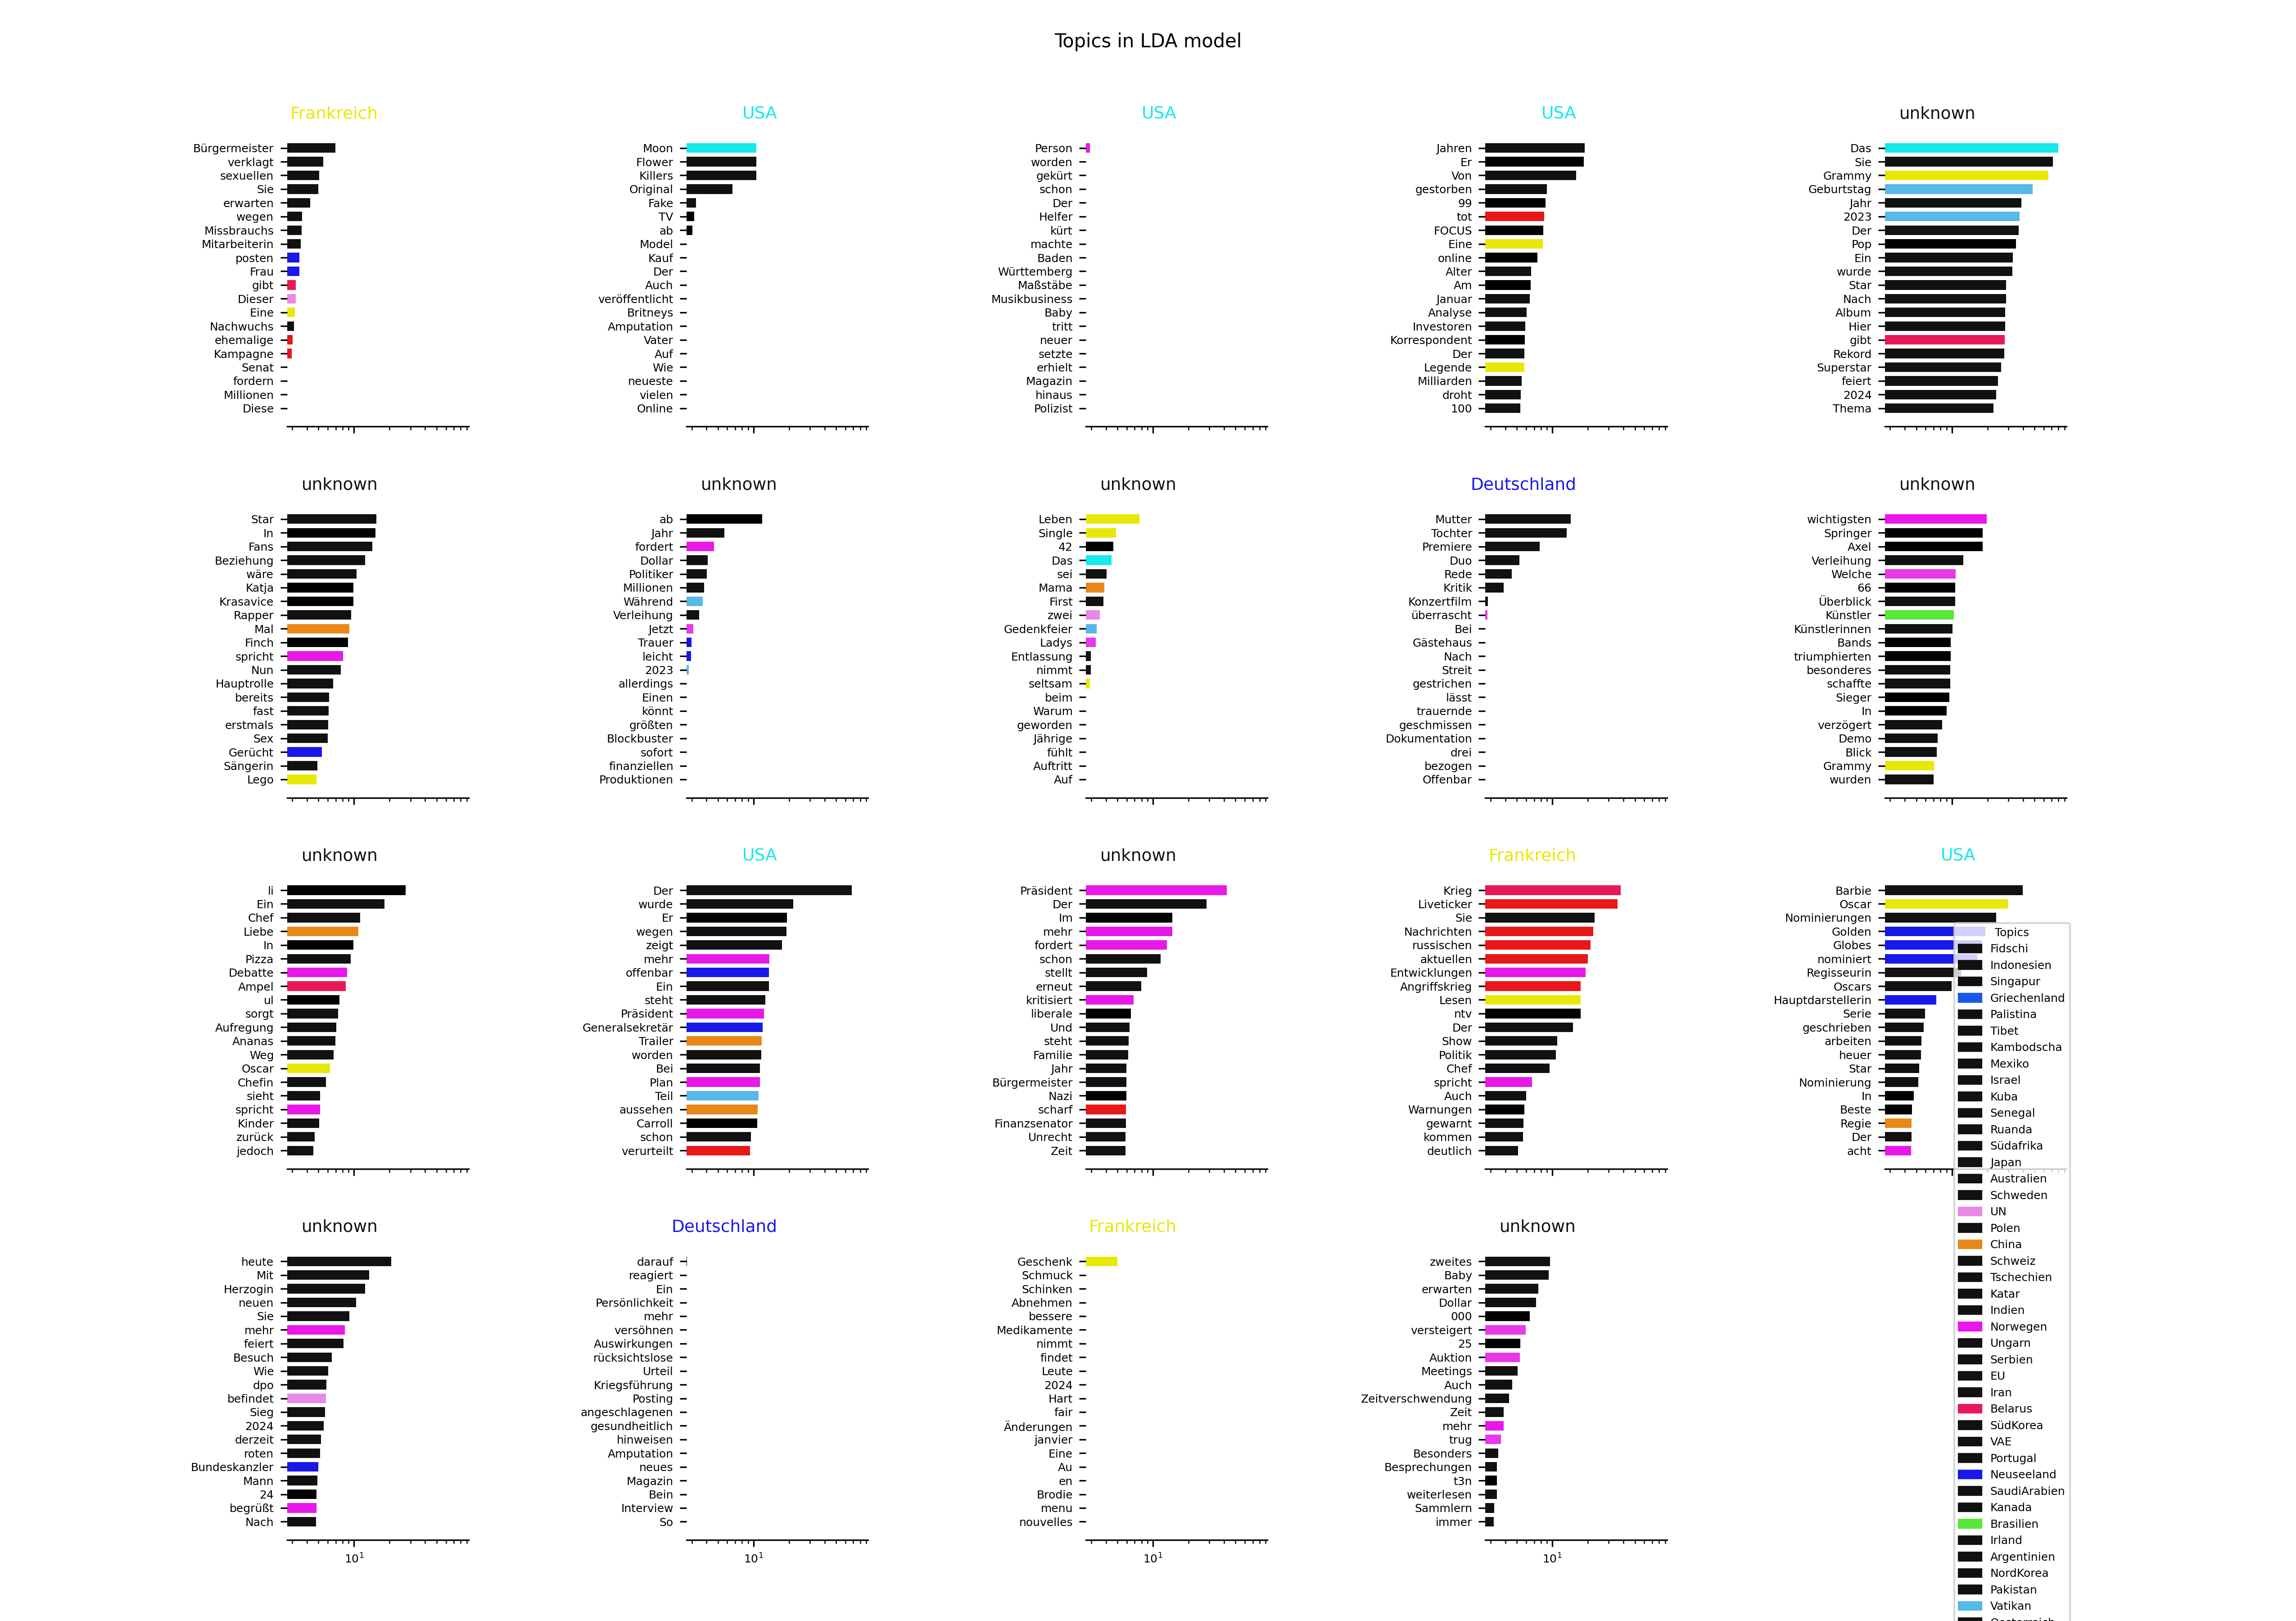 Topics in LDA model
Frankreich
Bürgermeister
verklagt
sexuellen
Sie
erwarten
wegen
Missbrauchs
Mitarbeiterin
posten
Frau
gibt
Dieser
Eine
Nachwuchs
ehemalige
Kampagne
Senat
fordern
Millionen
Diese
USA
Moon
Flower
Killers
Original
Fake
TV
ab
Model
Kauf
Der
Auch
veröffentlicht
Britneys
Amputation
Vater
Auf
Wie
neueste
vielen
Online
USA
Person
worden
gekürt
schon
Der
Helfer
kürt
machte
Baden
Württemberg
Maßstäbe
Musikbusiness
Baby
tritt
neuer
setzte
erhielt
Magazin
hinaus
Polizist
USA
Jahren
Er
Von
gestorben
99
tot
FOCUS
Eine
online
Alter
Am
Januar
Analyse
Investoren
Korrespondent
Der
Legende
Milliarden
droht
100
unknown
Das
Sie
Grammy
Geburtstag
Jahr
2023
Der
Pop
Ein
wurde
Star
Nach
Album
Hier
gibt
Rekord
Superstar
feiert
2024
Thema
unknown
Star
In
Fans
Beziehung
wäre
Katja
Krasavice
Rapper
Mal
Finch
spricht
Nun
Hauptrolle
bereits
fast
erstmals
Sex
Gerücht
Sängerin
Lego
unknown
ab
Jahr
fordert
Dollar
Politiker
Millionen
Während
Verleihung
Jetzt
Trauer
leicht
2023
allerdings
Einen
könnt
größten
Blockbuster
sofort
finanziellen
Produktionen
unknown
Leben
Single
42
Das
sei
Mama
First
zwei
Gedenkfeier
Ladys
Entlassung
nimmt
seltsam
beim
Warum
geworden
Jährige
fühlt
Auftritt
Auf
Deutschland
Mutter
Tochter
Premiere
Duo
Rede
Kritik
Konzertfilm
überrascht
Bei
Gästehaus
Nach
Streit
gestrichen
lässt
trauernde
geschmissen
Dokumentation
drei
bezogen
Offenbar
unknown
wichtigsten
Springer
Axel
Verleihung
Welche
66
Überblick
Künstler
Künstlerinnen
Bands
triumphierten
besonderes
schaffte
Sieger
In
verzögert
Demo
Blick
Grammy
wurden
unknown
li
Ein
Chef
Liebe
In
Pizza
Debatte
Ampel
ul
sorgt
Aufregung
Ananas
Weg
Oscar
Chefin
sieht
spricht
Kinder
zurück
jedoch
USA
Der
wurde
Er
wegen
zeigt
mehr
offenbar
Ein
steht
Präsident
Generalsekretär
Trailer
worden
Bei
Plan
Teil
aussehen
Carroll
schon
verurteilt
unknown
Präsident
Der
Im
mehr
fordert
schon
stellt
erneut
kritisiert
liberale
Und
steht
Familie
Jahr
Bürgermeister
Nazi
scharf
Finanzsenator
Unrecht
Zeit
Frankreich
Krieg
Liveticker
Sie
Nachrichten
russischen
aktuellen
Entwicklungen
Angriffskrieg
Lesen
ntv
Der
Show
Politik
Chef
spricht
Auch
Warnungen
gewarnt
kommen
deutlich
USA
Barbie
Oscar
Nominierungen
Golden
Globes
nominiert
Regisseurin
Oscars
Hauptdarstellerin
Serie
geschrieben
arbeiten
heuer
Star
Nominierung
In
Beste
Regie
Der
acht
unknown
heute
Mit
Herzogin
neuen
Sie
mehr
feiert
Besuch
Wie
dpo
befindet
Sieg
2024
derzeit
roten
Bundeskanzler
Mann
24
begrüßt
Nach
10¹
Deutschland
darauf
reagiert
Ein
Persönlichkeit
mehr
versöhnen
Auswirkungen
rücksichtslose
Urteil
Kriegsführung
Posting
angeschlagenen
gesundheitlich
hinweisen
Amputation
neues
Magazin
Bein
Interview
So
10¹
Frankreich
Geschenk
Schmuck
Schinken
Abnehmen
bessere
Medikamente
nimmt
findet
Leute
2024
Hart
fair
Änderungen
janvier
Eine
Au
en
Brodie
menu
nouvelles
10¹
unknown
zweites
Baby
erwarten
Dollar
000
versteigert
25
Auktion
Meetings
Auch
Zeitverschwendung
Zeit
mehr
trug
Besonders
Besprechungen
t3n
weiterlesen
Sammlern
immer
10¹
Topics
Fidschi
Indonesien
Singapur
Griechenland
Palistina
Tibet
Kambodscha
Mexiko
Israel
Kuba
Senegal
Ruanda
Südafrika
Japan
Australien
Schweden
UN
Polen
China
Schweiz
Tschechien
Katar
Indien
Norwegen
Ungarn
Serbien
EU
Iran
Belarus
SüdKorea
VAE
Portugal
Neuseeland
SaudiArabien
Kanada
Brasilien
Irland
Argentinien
NordKorea
Pakistan
Vatikan